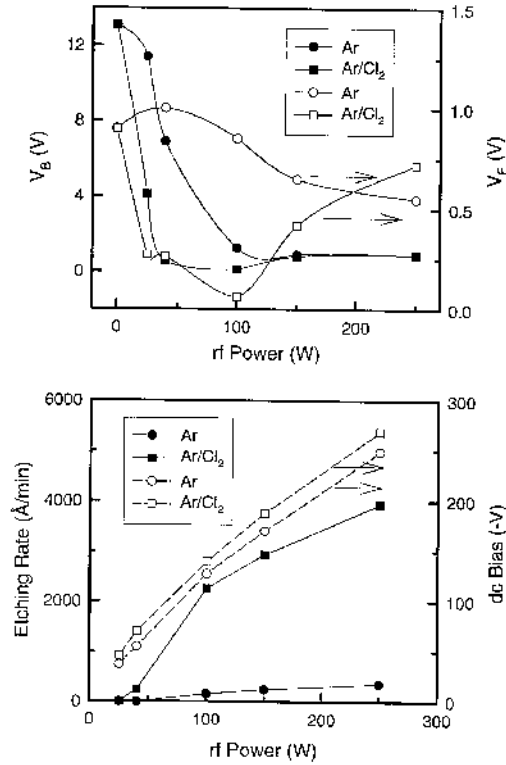 13
12
8
4
0
V_B (V)
Ar
Ar/Cl₂
Ar
Ar/Cl₂
1.5
1.0
0.5
0.0
V_F (V)
0
100
200
rf Power (W)
6000
4000
2000
0
Etching Rate (Å/min)
Ar
Ar/Cl₂
Ar
Ar/Cl₂
300
200
100
0
dc Bias (-V)
0
100
200
300
rf Power (W)